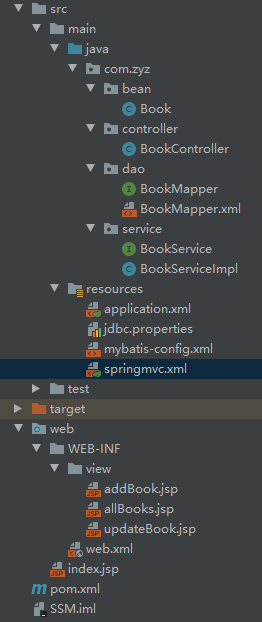 src
main
java
com.zyz
bean
Book
controller
BookController
dao
BookMapper
BookMapper.xml
service
BookService
BookServiceImpl
resources
application.xml
jdbc.properties
mybatis-config.xml
springmvc.xml
test
target
web
WEB-INF
view
addBook.jsp
allBooks.jsp
updateBook.jsp
web.xml
index.jsp
pom.xml
SSM.iml